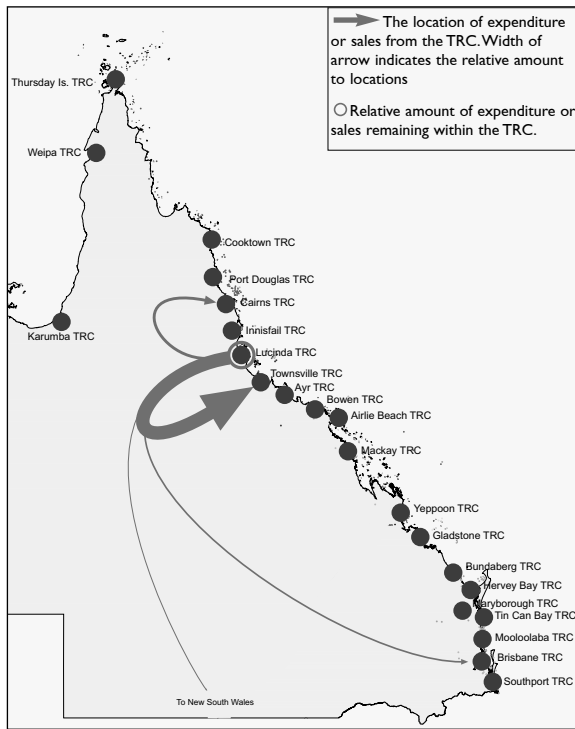 The location of expenditure
or sales from the TRC. Width of
arrow indicates the relative amount
to locations
Relative amount of expenditure or
sales remaining within the TRC.
Thursday Is. TRC
Weipa TRC
Cooktown TRC
Port Douglas TRC
Cairns TRC
Karumba TRC
Innisfail TRC
Lucinda TRC
Townsville TRC
Ayr TRC
Bowen TRC
Airlie Beach TRC
Mackay TRC
Yeppoon TRC
Gladstone TRC
Bundaberg TRC
Hervey Bay TRC
Maryborough TRC
Tin Can Bay TRC
Mooloolaba TRC
Brisbane TRC
Southport TRC
To New South Wales